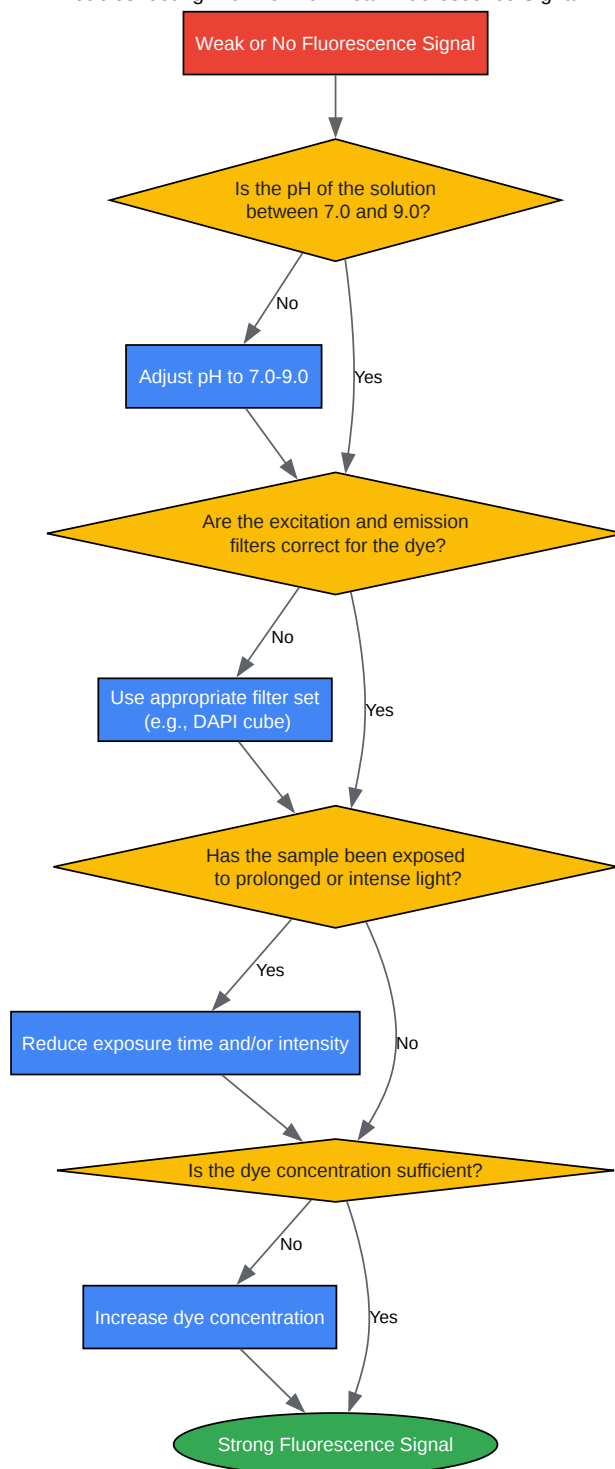 Weak or No Fluorescence Signal
Is the pH of the solution
between 7.0 and 9.0?
No
Yes
Adjust pH to 7.0-9.0
Are the excitation and emission
filters correct for the dye?
No
Yes
Use appropriate filter set
(e.g., DAPI cube)
Has the sample been exposed
to prolonged or intense light?
Yes
No
Reduce exposure time and/or intensity
Is the dye concentration sufficient?
No
Yes
Increase dye concentration
Strong Fluorescence Signal